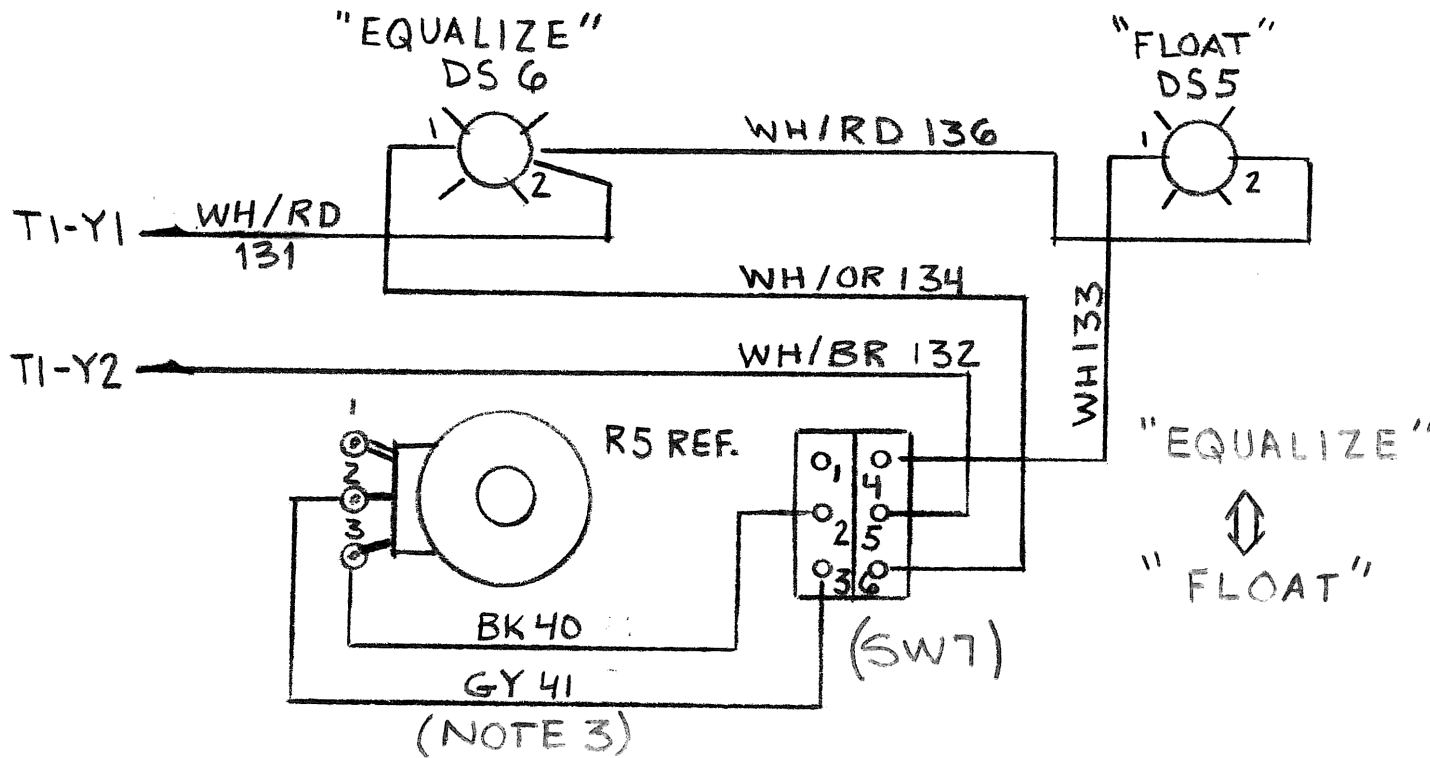 "EQUALIZE"
DS 6
"FLOAT"
DS5
1
2
WH/RD 136
1
2
T1-Y1
WH/RD
131
WH/OR 134
WH133
T1-Y2
WH/BR 132
1
2
3
R5 REF.
1
2
3
4
5
6
"EQUALIZE"
"FLOAT"
BK 40
(SW7)
GY 41
(NOTE 3)